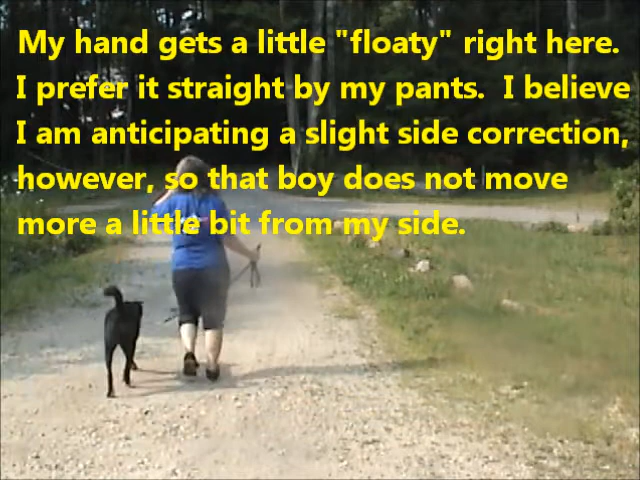 My hand gets a little "floaty" right here.
I prefer it straight by my pants.  I believe
I am anticipating a slight side correction,
however, so that boy does not move
more a little bit from my side.